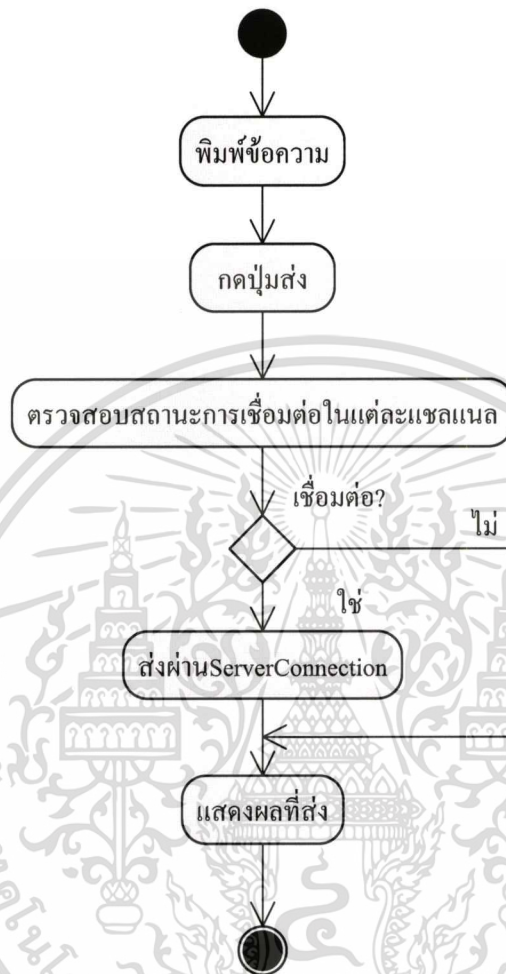 พิมพ์ข้อความ
กดปุ่มส่ง
ตรวจสอบสถานะการเชื่อมต่อในแต่ละแชลแนล
เชื่อมต่อ?
ไม่
ใช่
ส่งผ่านServerConnection
แสดงผลที่ส่ง